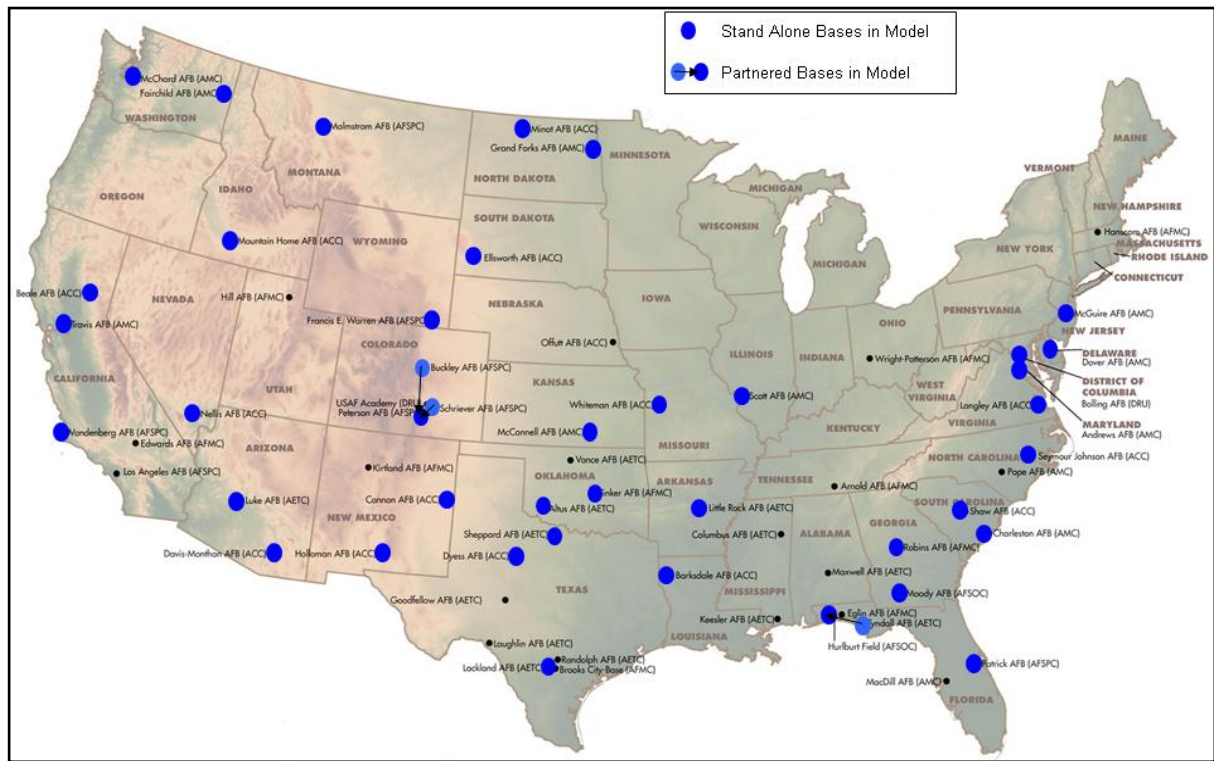 Stand Alone Bases in Model
Partnered Bases in Model
McChord AFB (AMC)
Fairchild AFB (AMC)
WASHINGTON
Malmstrom AFB (AFSPC)
MONTANA
Minot AFB (ACC)
Grand Forks AFB (AMC)
NORTH DAKOTA
MINNESOTA
MICHIGAN
MAINE
VERMONT
OREGON
IDAHO
SOUTH DAKOTA
WISCONSIN
NEW HAMPSHIRE
Hanscom AFB (AFMC)
MASSACHUSETTS
RHODE ISLAND
CONNECTICUT
NEW YORK
MICHIGAN
Mountain Home AFB (ACC)
WYOMING
Ellsworth AFB (ACC)
Beale AFB (ACC)
NEVADA
Hill AFB (AFMC)
Travis AFB (AMC)
Francis E. Warren AFB (AFSPC)
NEBRASKA
IOWA
PENNSYLVANIA
McGuire AFB (AMC)
NEW JERSEY
COLORADO
Offutt AFB (ACC)
ILLINOIS
INDIANA
OHIO
Wright-Patterson AFB (AFMC)
DELAWARE
Dover AFB (AMC)
Buckley AFB (AFSPC)
CALIFORNIA
UTAH
KANSAS
WEST
VIRGINIA
DISTRICT OF
COLUMBIA
Bolling AFB (DRU)
USAF Academy (DRU)
Peterson AFB (AFSPC)
Schriever AFB (AFSPC)
Whiteman AFB (ACC)
Scott AFB (AMC)
Langley AFB (ACC)
MARYLAND
Andrews AFB (AMC)
Nellis AFB (ACC)
Vandenberg AFB (AFSPC)
Edwards AFB (AFMC)
McConnell AFB (AMC)
MISSOURI
KENTUCKY
VIRGINIA
ARIZONA
Los Angeles AFB (AFSPC)
Kirtland AFB (AFMC)
Vance AFB (AETC)
OKLAHOMA
ARKANSAS
TENNESSEE
NORTH CAROLINA
Seymour Johnson AFB (ACC)
Pope AFB (AMC)
Arnold AFB (AFMC)
Luke AFB (AETC)
NEW MEXICO
Cannon AFB (ACC)
Tinker AFB (AFMC)
Altus AFB (AETC)
Little Rock AFB (AETC)
SOUTH CAROLINA
Shaw AFB (ACC)
Sheppard AFB (AETC)
Columbus AFB (AETC)
ALABAMA
GEORGIA
Charleston AFB (AMC)
Davis-Monthan AFB (ACC)
Holloman AFB (ACC)
Dyess AFB (ACC)
Robins AFB (AFMC)
Barksdale AFB (ACC)
Maxwell AFB (AETC)
TEXAS
MISSISSIPPI
Moody AFB (AFSOC)
Goodfellow AFB (AETC)
Keesler AFB (AETC)
Eglin AFB (AFMC)
Tyndall AFB (AETC)
LOUISIANA
Hurlburt Field (AFSOC)
Laughlin AFB (AETC)
Randolph AFB (AETC)
Lackland AFB (AETC)
Brooks City-Base (AFMC)
Patrick AFB (AFSPC)
MacDill AFB (AMC)
FLORIDA